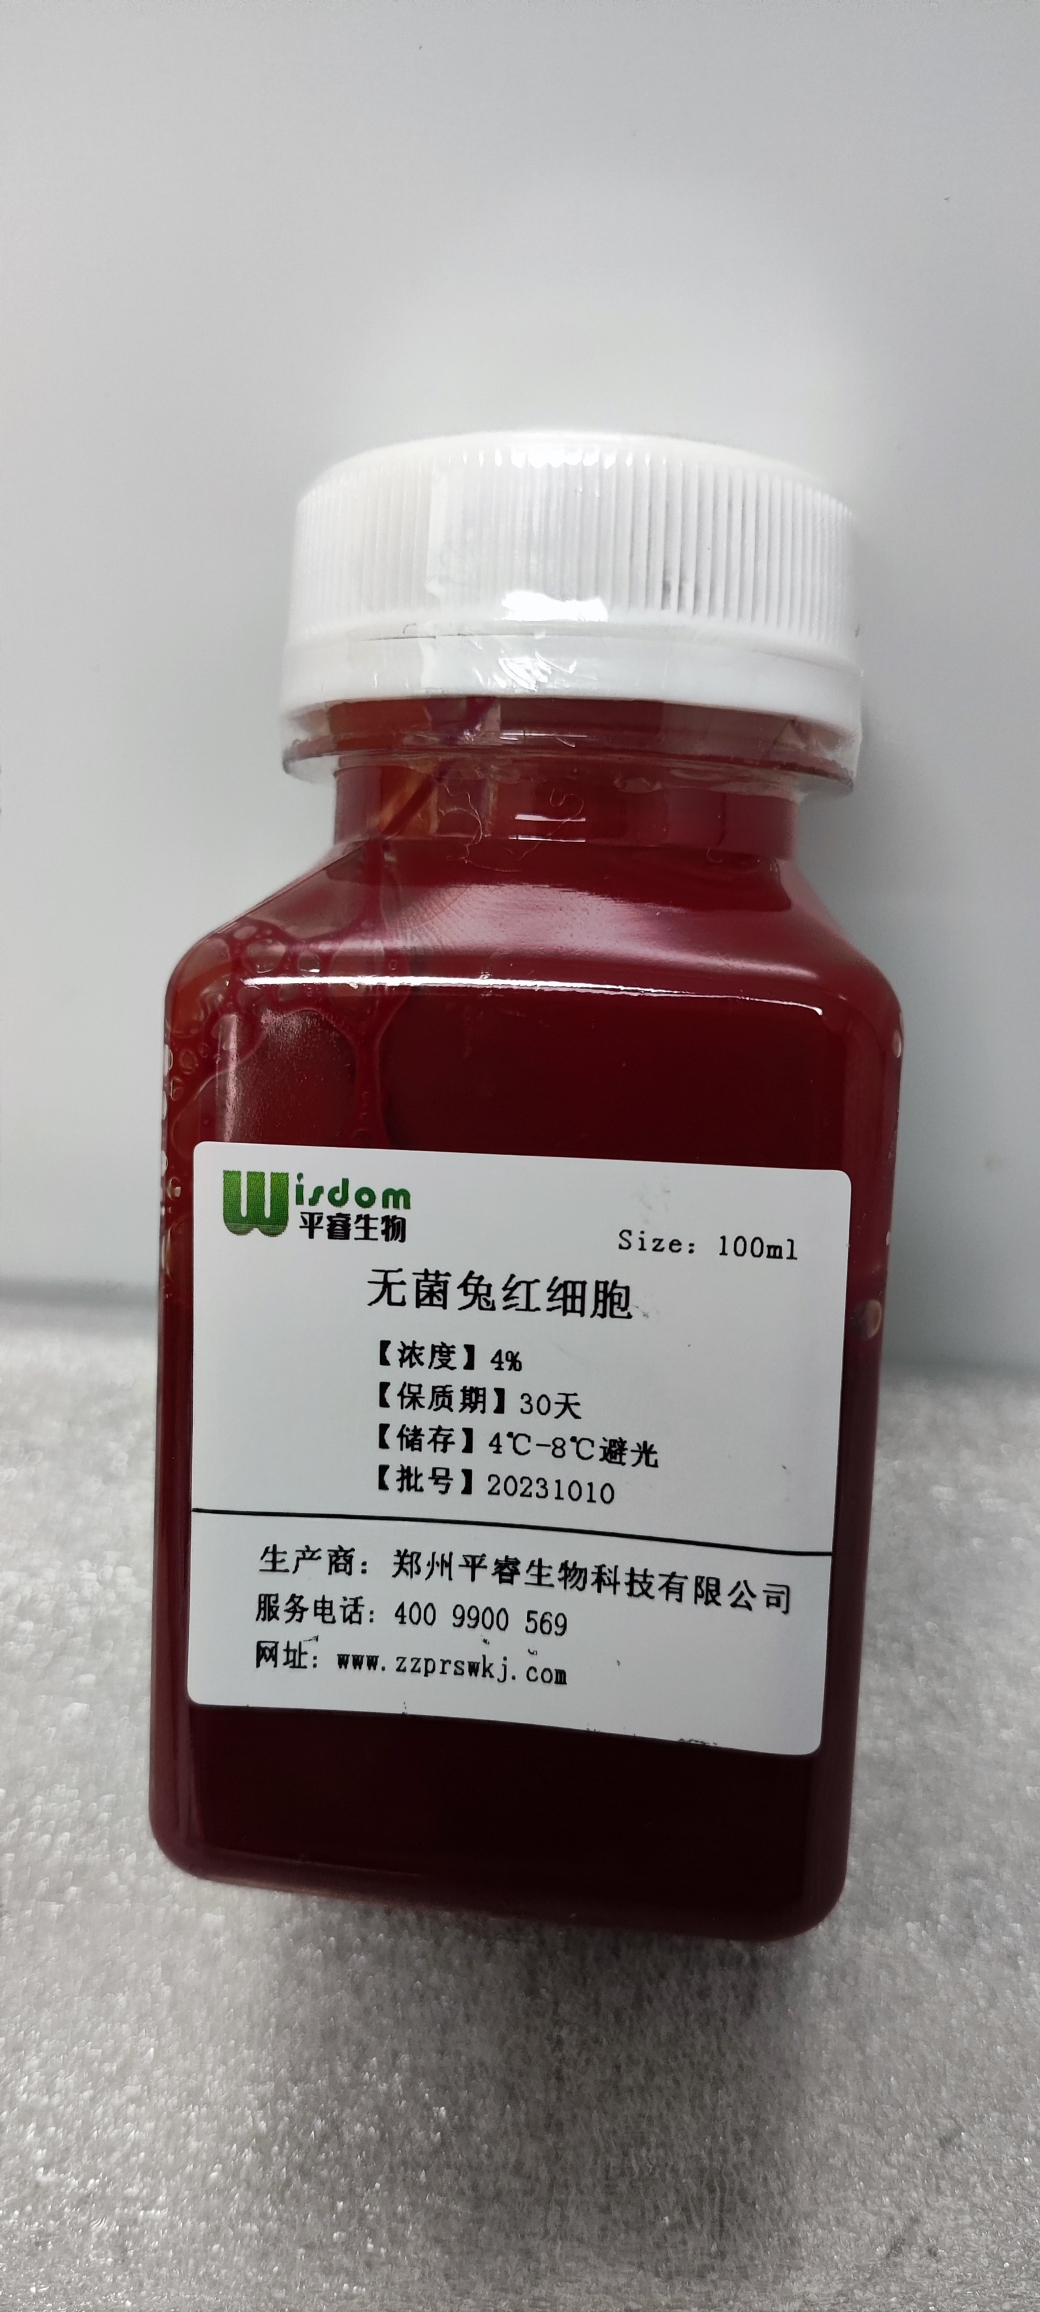 Wisdom
平睿生物
Size: 100ml
无菌兔红细胞
【浓度】4%
【保质期】30天
【储存】4℃-8℃避光
【批号】20231010
生产商：郑州平睿生物科技有限公司
服务电话：400 9900 569
网址：www.zzprswkj.com